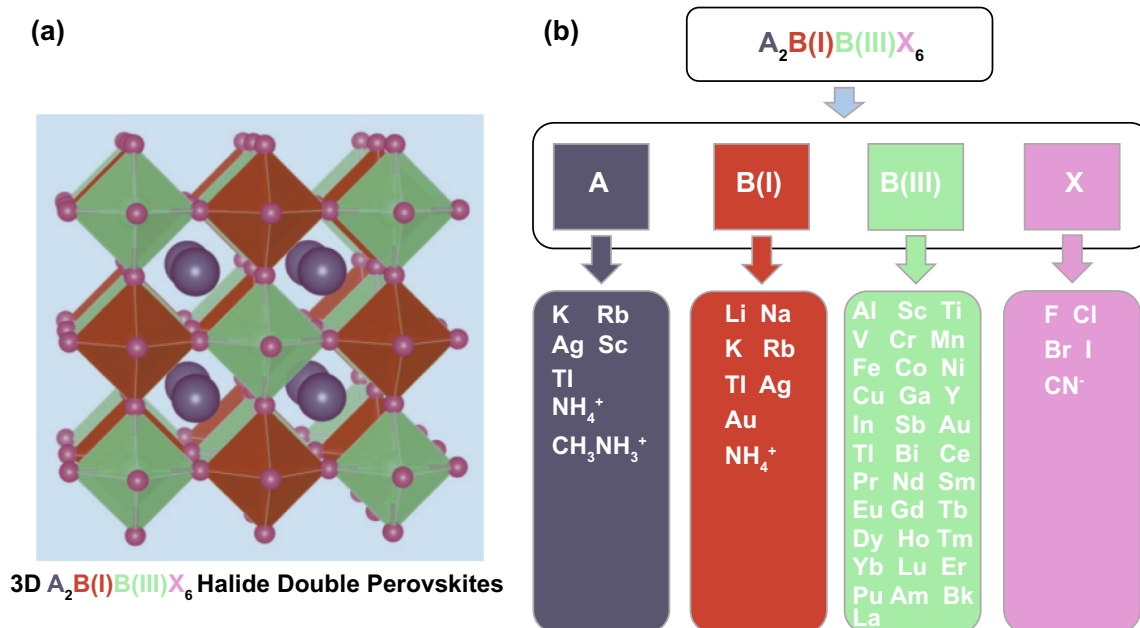 (a)
3D A₂B(I)B(III)X₆ Halide Double Perovskites
(b)
A₂B(I)B(III)X₆
A
B(I)
B(III)
X
K Rb
Ag Sc
Tl
NH₄⁺
CH₃NH₃⁺
Li Na
K Rb
Tl Ag
Au
NH₄⁺
Al Sc Ti
V Cr Mn
Fe Co Ni
Cu Ga Y
In Sb Au
Tl Bi Ce
Pr Nd Sm
Eu Gd Tb
Dy Ho Tm
Yb Lu Er
Pu Am Bk
La
F Cl
Br I
CN⁻